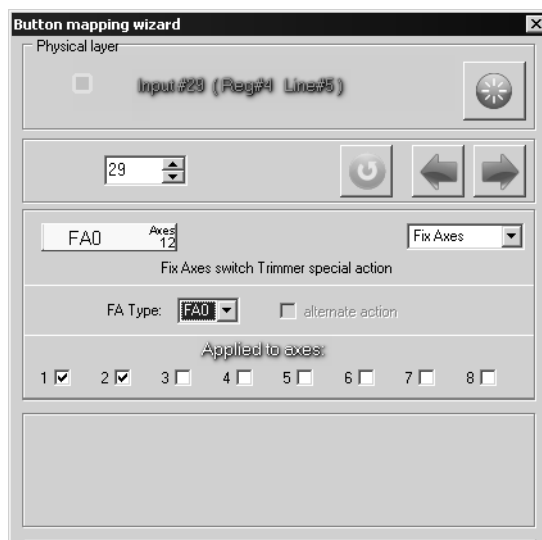 Button mapping wizard
Physical layer
Input #29 (Reg#4 Line#5)
29
FA0 Axes 12
Fix Axes
Fix Axes switch Trimmer special action
FA Type: FA0 alternate action
Applied to axes:
1 2 3 4 5 6 7 8